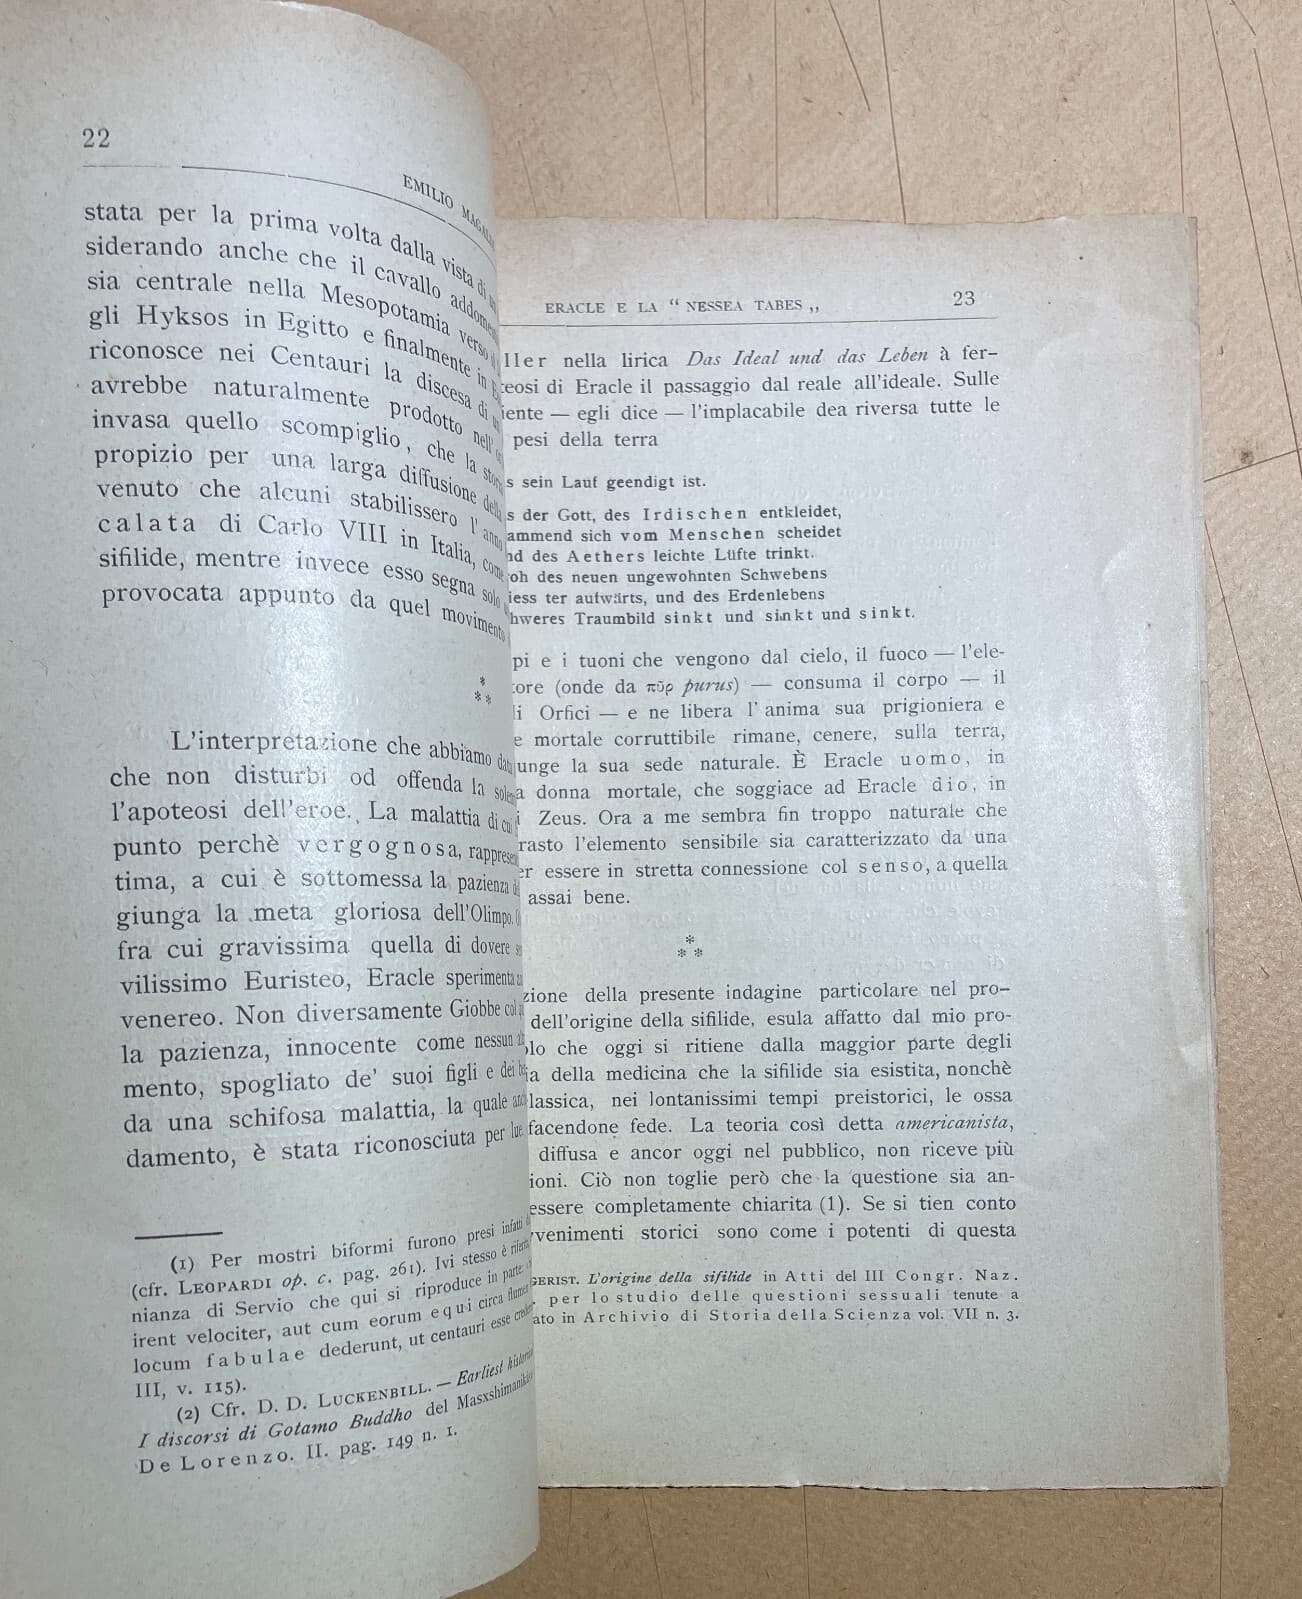 22
EMILIO
stata per la prima volta dalla vista di
siderando anche che il cavallo
sia centrale nella Mesopotamia verso
gli Hyksos in Egitto e finalmente in
riconosce nei Centauri la discesa di
avrebbe naturalmente prodotto nell'
invasa quello scompiglio, che la
propizio per una larga diffusione della
venuto che alcuni stabilissero l'anno
calata di Carlo VIII in Italia, come
sifilide, mentre invece esso segna solo
provocata appunto da quel movimento
*
* *
L'interpretazione che abbiamo
che non disturbi od offenda la
l'apoteosi dell'eroe. La malattia di cui
punto perchè vergognosa,
tima, a cui è sottomessa la pazienza
giunga la meta gloriosa dell'Olimpo.
fra cui gravissima quella di dovere
vilissimo Euristeo, Eracle sperimenta
venereo. Non diversamente Giobbe
la pazienza, innocente come nessun
mento, spogliato de' suoi figli e dei
da una schifosa malattia, la quale
damento, è stata riconosciuta per lue
(1) Per mostri biformi furono presi infatti
(cfr. LEOPARDI op. c. pag. 261). Ivi stesso è
nianza di Servio che qui si riproduce in parte:
irent velociter, aut cum eorum equi circa
locum fabulae dederunt, ut centauri esse
III, v. 115).
(2) Cfr. D. D. LUCKENBILL. — Earliest
I discorsi di Gotamo Buddho del
De Lorenzo. II. pag. 149 n. 1.
ERACLE E LA “ NESSEA TABES „
23
ller nella lirica Das Ideal und das Leben à fer-
teosi di Eracle il passaggio dal reale all'ideale. Sulle
iente — egli dice — l'implacabile dea riversa tutte le
pesi della terra
s sein Lauf geendigt ist.
s der Gott, des Irdischen entkleidet,
ammend sich vom Menschen scheidet
nd des Aethers leichte Lüfte trinkt.
oh des neuen ungewohnten Schwebens
iess ter aufwärts, und des Erdenlebens
hweres Traumbild sinkt und sinkt und sinkt.
pi e i tuoni che vengono dal cielo, il fuoco — l'ele-
tore (onde da πῦρ purus) — consuma il corpo — il
li Orfici — e ne libera l'anima sua prigioniera e
e mortale corruttibile rimane, cenere, sulla terra,
unge la sua sede naturale. È Eracle uomo, in
a donna mortale, che soggiace ad Eracle dio, in
i Zeus. Ora a me sembra fin troppo naturale che
rasto l'elemento sensibile sia caratterizzato da una
er essere in stretta connessione col senso, a quella
assai bene.
*
* *
zione della presente indagine particolare nel pro-
dell'origine della sifilide, esula affatto dal mio pro-
olo che oggi si ritiene dalla maggior parte degli
ia della medicina che la sifilide sia esistita, nonchè
lassica, nei lontanissimi tempi preistorici, le ossa
facendone fede. La teoria così detta americanista,
diffusa e ancor oggi nel pubblico, non riceve più
ioni. Ciò non toglie però che la questione sia an-
essere completamente chiarita (1). Se si tien conto
vvenimenti storici sono come i potenti di questa
GERIST. L'origine della sifilide in Atti del III Congr. Naz.
per lo studio delle questioni sessuali tenute a
ato in Archivio di Storia della Scienza vol. VII n. 3.